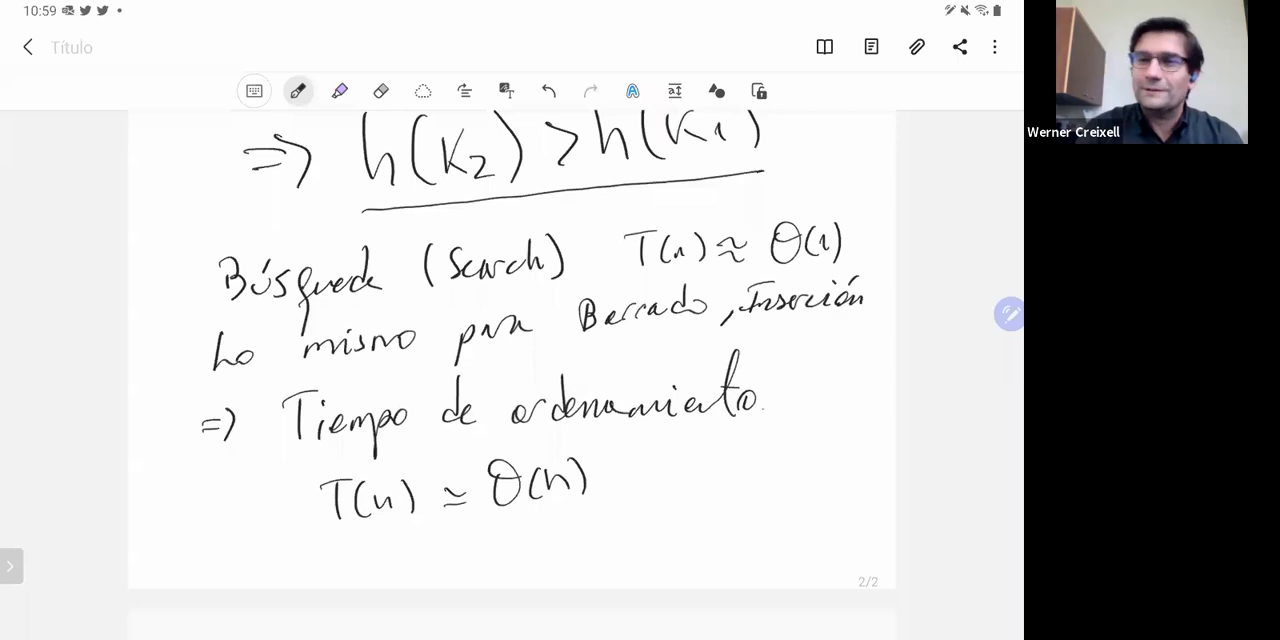 10:59
Título
Werner Creixell
=> h(K2) > h(K1)
Búsqueda (Search) T(n) ≈ Θ(1)
Lo mismo para Borrado, Inserción
=> Tiempo de ordenamiento.
T(n) ≃ Θ(n)
2/2